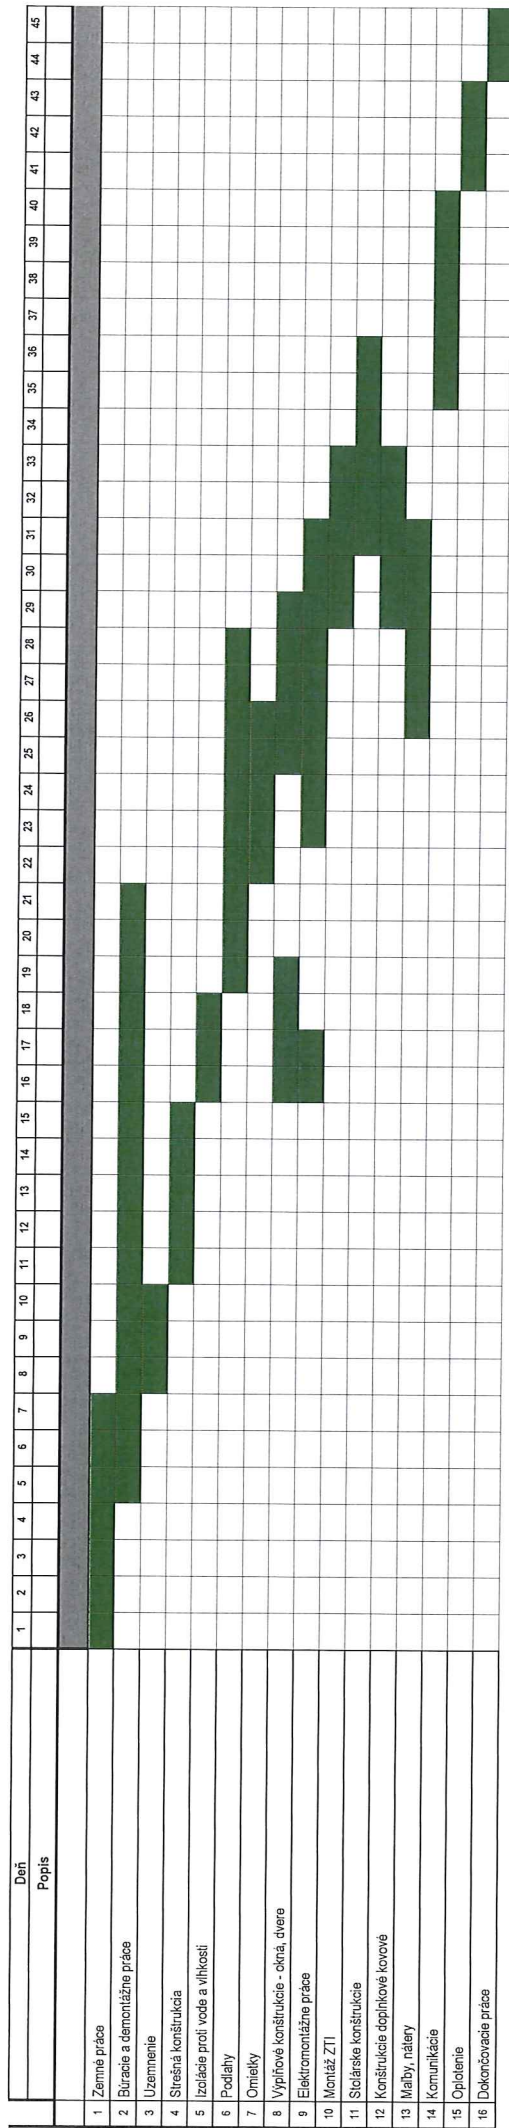 Deň 1 2 3 4 5 6 7 8 9 10 11 12 13 14 15 16 17 18 19 20 21 22 23 24 25 26 27 28 29 30 31 32 33 34 35 36 37 38 39 40 41 42 43 44 45
Popis
1 Zemné práce
2 Búracie a demontážne práce
3 Uzemnenie
4 Strešná konštrukcia
5 Izolácie proti vode a vlhkosti
6 Podlahy
7 Omietky
8 Výplňové konštrukcie - okná, dvere
9 Elektromontážne práce
10 Montáž ZTI
11 Stolárske konštrukcie
12 Konštrukcie doplnkové kovové
13 Maľby, nátery
14 Komunikácie
15 Oplotenie
16 Dokončovacie práce